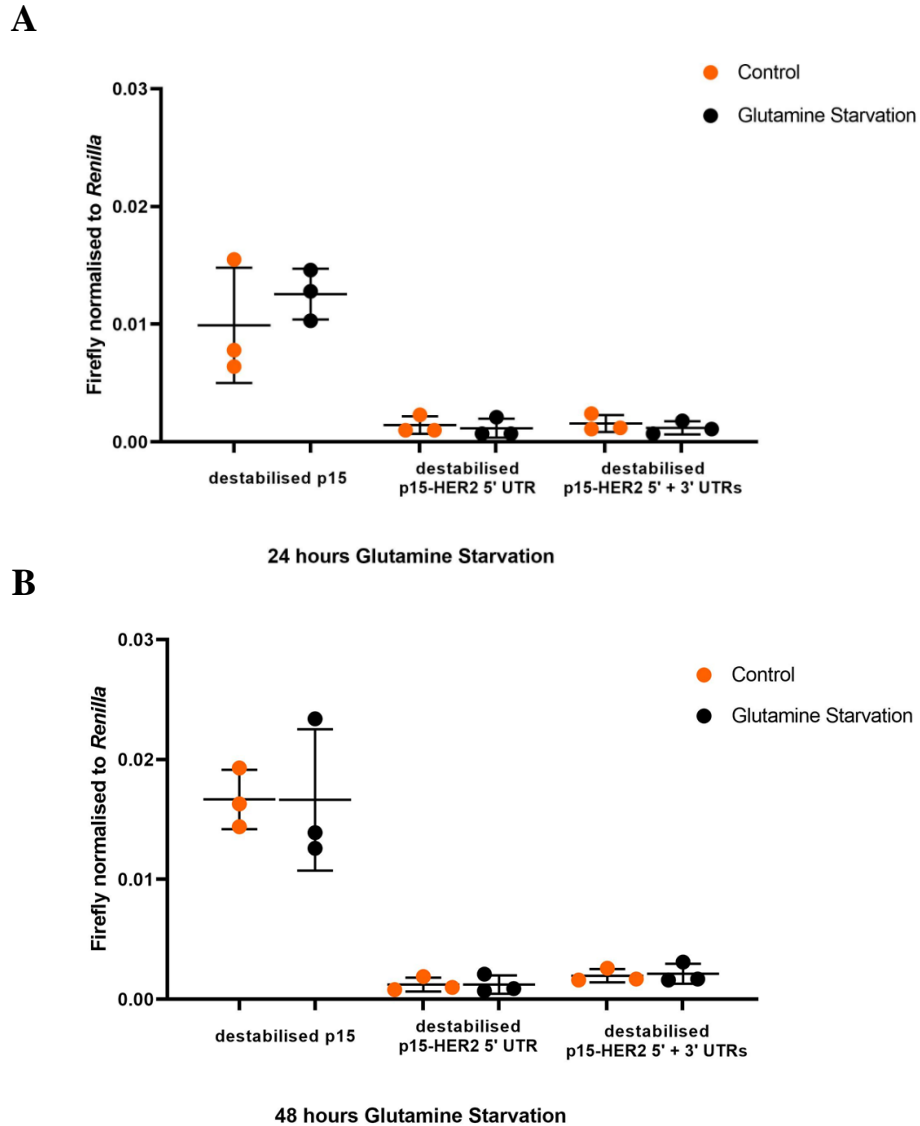 A
Control
Glutamine Starvation
Firefly normalised to Renilla
0.03
0.02
0.01
0.00
destabilised p15
destabilised
p15-HER2 5' UTR
destabilised
p15-HER2 5' + 3' UTRs
24 hours Glutamine Starvation
B
Control
Glutamine Starvation
Firefly normalised to Renilla
0.03
0.02
0.01
0.00
destabilised p15
destabilised
p15-HER2 5' UTR
destabilised
p15-HER2 5' + 3' UTRs
48 hours Glutamine Starvation